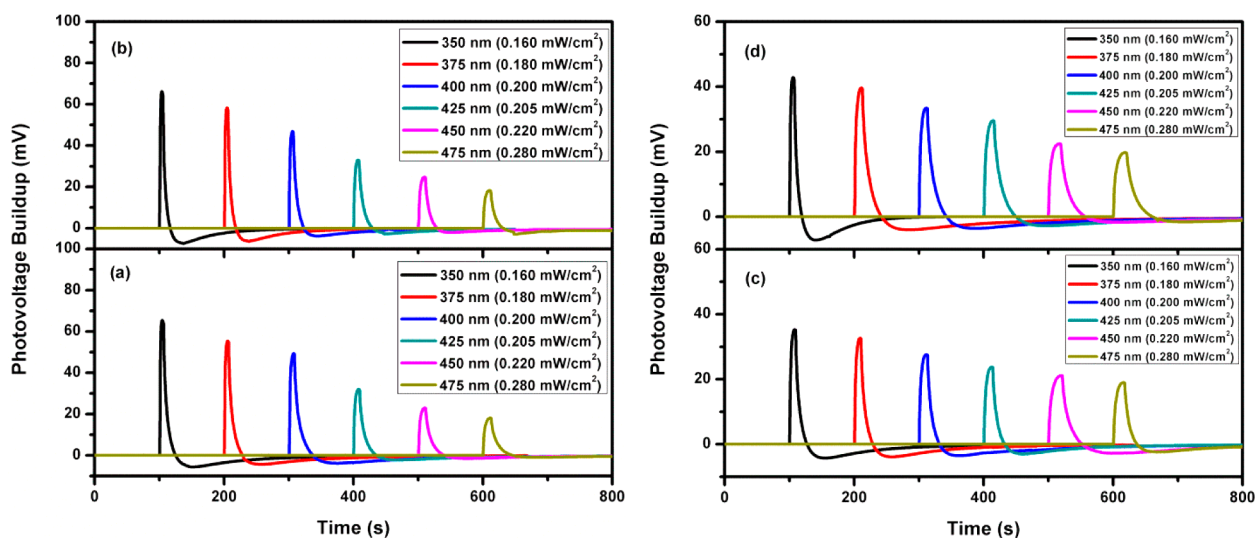 Photovoltage Buildup (mV)
100
80
60
40
20
0
(b)
350 nm (0.160 mW/cm²)
375 nm (0.180 mW/cm²)
400 nm (0.200 mW/cm²)
425 nm (0.205 mW/cm²)
450 nm (0.220 mW/cm²)
475 nm (0.280 mW/cm²)
100
80
60
40
20
0
(a)
350 nm (0.160 mW/cm²)
375 nm (0.180 mW/cm²)
400 nm (0.200 mW/cm²)
425 nm (0.205 mW/cm²)
450 nm (0.220 mW/cm²)
475 nm (0.280 mW/cm²)
0 200 400 600 800
Time (s)
Photovoltage Buildup (mV)
60
40
20
0
(d)
350 nm (0.160 mW/cm²)
375 nm (0.180 mW/cm²)
400 nm (0.200 mW/cm²)
425 nm (0.205 mW/cm²)
450 nm (0.220 mW/cm²)
475 nm (0.280 mW/cm²)
60
40
20
0
(c)
350 nm (0.160 mW/cm²)
375 nm (0.180 mW/cm²)
400 nm (0.200 mW/cm²)
425 nm (0.205 mW/cm²)
450 nm (0.220 mW/cm²)
475 nm (0.280 mW/cm²)
0 200 400 600 800
Time (s)